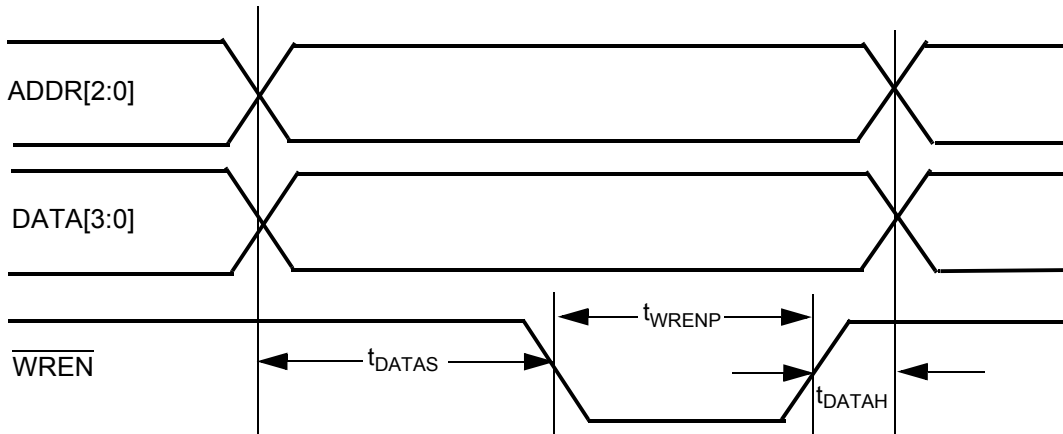 ADDR[2:0]
DATA[3:0]
tWRENP
tDATAS
WREN
tDATAH